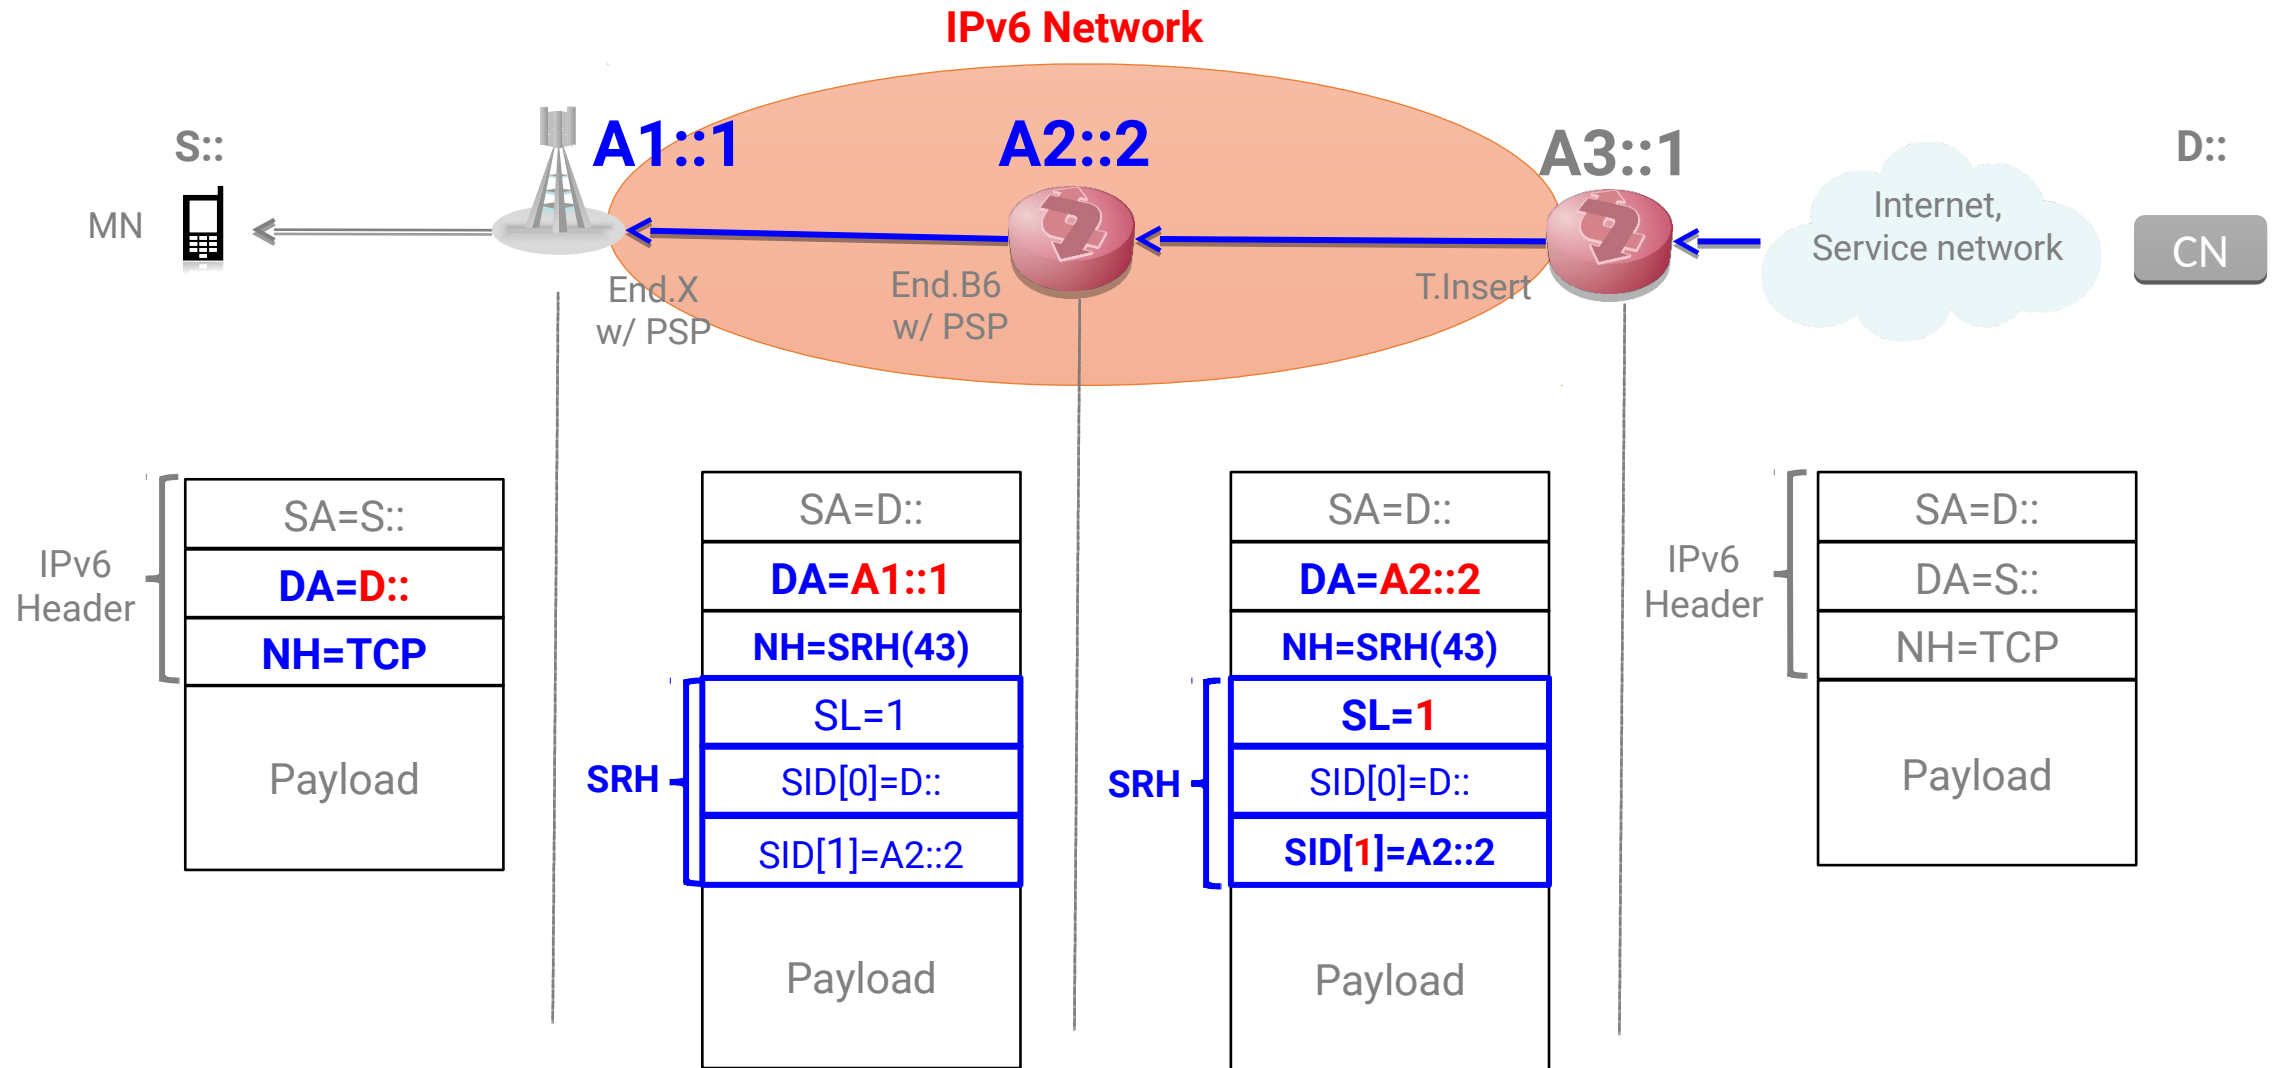 IPv6 Network
S::
A1::1
A2::2
A3::1
D::
MN
Internet,
Service network
CN
End.X
w/ PSP
End.B6
w/ PSP
T.Insert
IPv6
Header
SA=S::
DA=D::
NH=TCP
Payload
SRH
SA=D::
DA=A1::1
NH=SRH(43)
SL=1
SID[0]=D::
SID[1]=A2::2
Payload
SRH
SA=D::
DA=A2::2
NH=SRH(43)
SL=1
SID[0]=D::
SID[1]=A2::2
Payload
IPv6
Header
SA=D::
DA=S::
NH=TCP
Payload